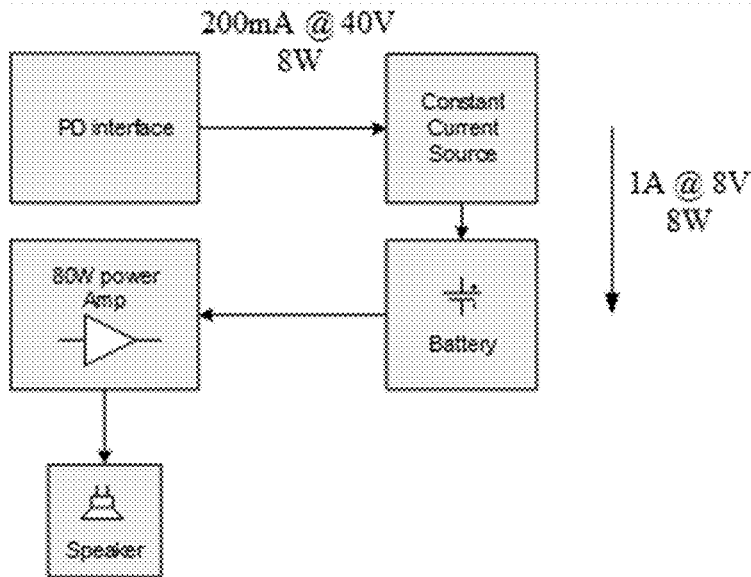 200mA @ 40V
8W
PD interface
Constant
Current
Source
1A @ 8V
8W
80W power
Amp
Battery
Speaker